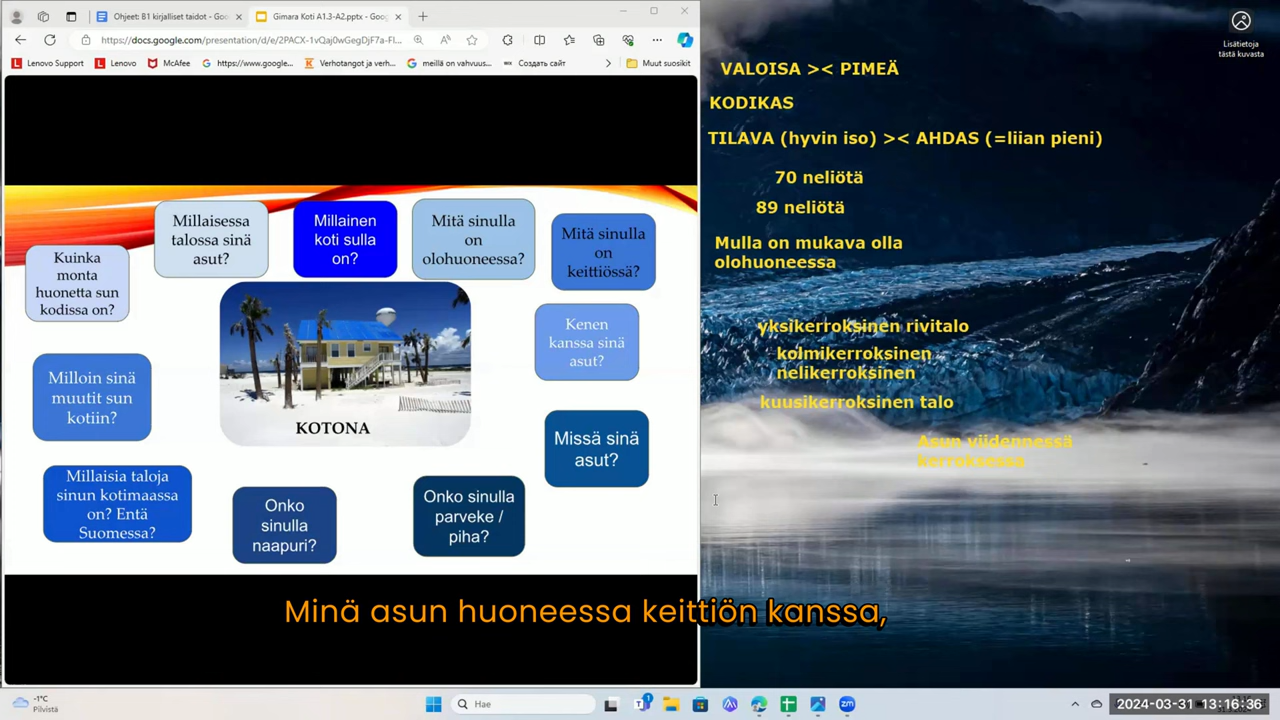 Ohjeet: B1 kirjalliset taidot - Goo
Gimara Koti A1.3-A2.pptx - Goog
https://docs.google.com/presentation/d/e/2PACX-1vQaj0wGegDjF7a-Fl...
Lenovo Support
Lenovo
McAfee
https://www.google...
Verhotangot ja verh...
meillä on vahvuus...
Создать сайт
Muut suosikit
Lisätietoja
tästä kuvasta
VALOISA >< PIMEÄ
KODIKAS
TILAVA (hyvin iso) >< AHDAS (=liian pieni)
70 neliötä
89 neliötä
Mulla on mukava olla
olohuoneessa
yksikerroksinen rivitalo
kolmikerroksinen
nelikerroksinen
kuusikerroksinen talo
Asun viidennessä
kerroksessa
Millaisessa
talossa sinä
asut?
Millainen
koti sulla
on?
Mitä sinulla
on
olohuoneessa?
Mitä sinulla
on
keittiössä?
Kuinka
monta
huonetta sun
kodissa on?
Kenen
kanssa sinä
asut?
Milloin sinä
muutit sun
kotiin?
KOTONA
Missä sinä
asut?
Millaisia taloja
sinun kotimaassa
on? Entä
Suomessa?
Onko
sinulla
naapuri?
Onko sinulla
parveke /
piha?
Minä asun huoneessa keittiön kanssa,
-1°C
Pilvistä
Hae
2024-03-31 13:16:36